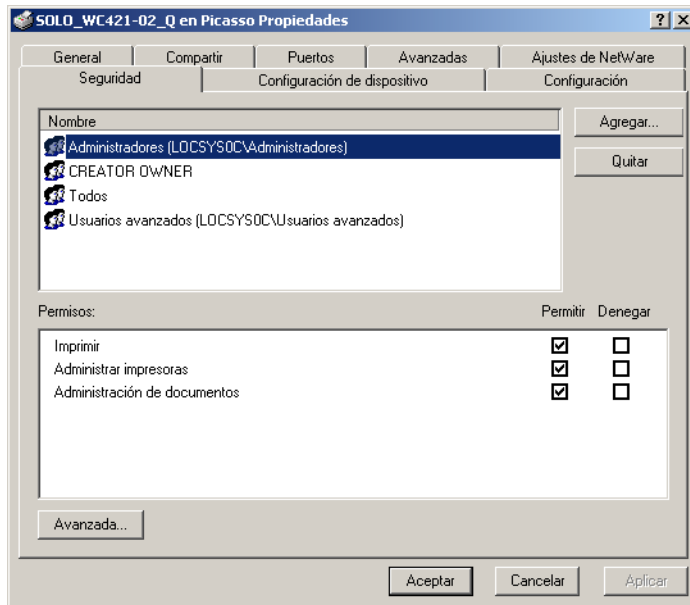 SOLO_WC421-02_Q en Picasso Propiedades
General Compartir Puertos Avanzadas Ajustes de NetWare
Seguridad Configuración de dispositivo Configuración
Nombre
Agregar...
Administradores (LOCSYS0C\Administradores)
Quitar
CREATOR OWNER
Todos
Usuarios avanzados (LOCSYS0C\Usuarios avanzados)
Permisos: Permitir Denegar
Imprimir
Administrar impresoras
Administración de documentos
Avanzada...
Aceptar Cancelar Aplicar